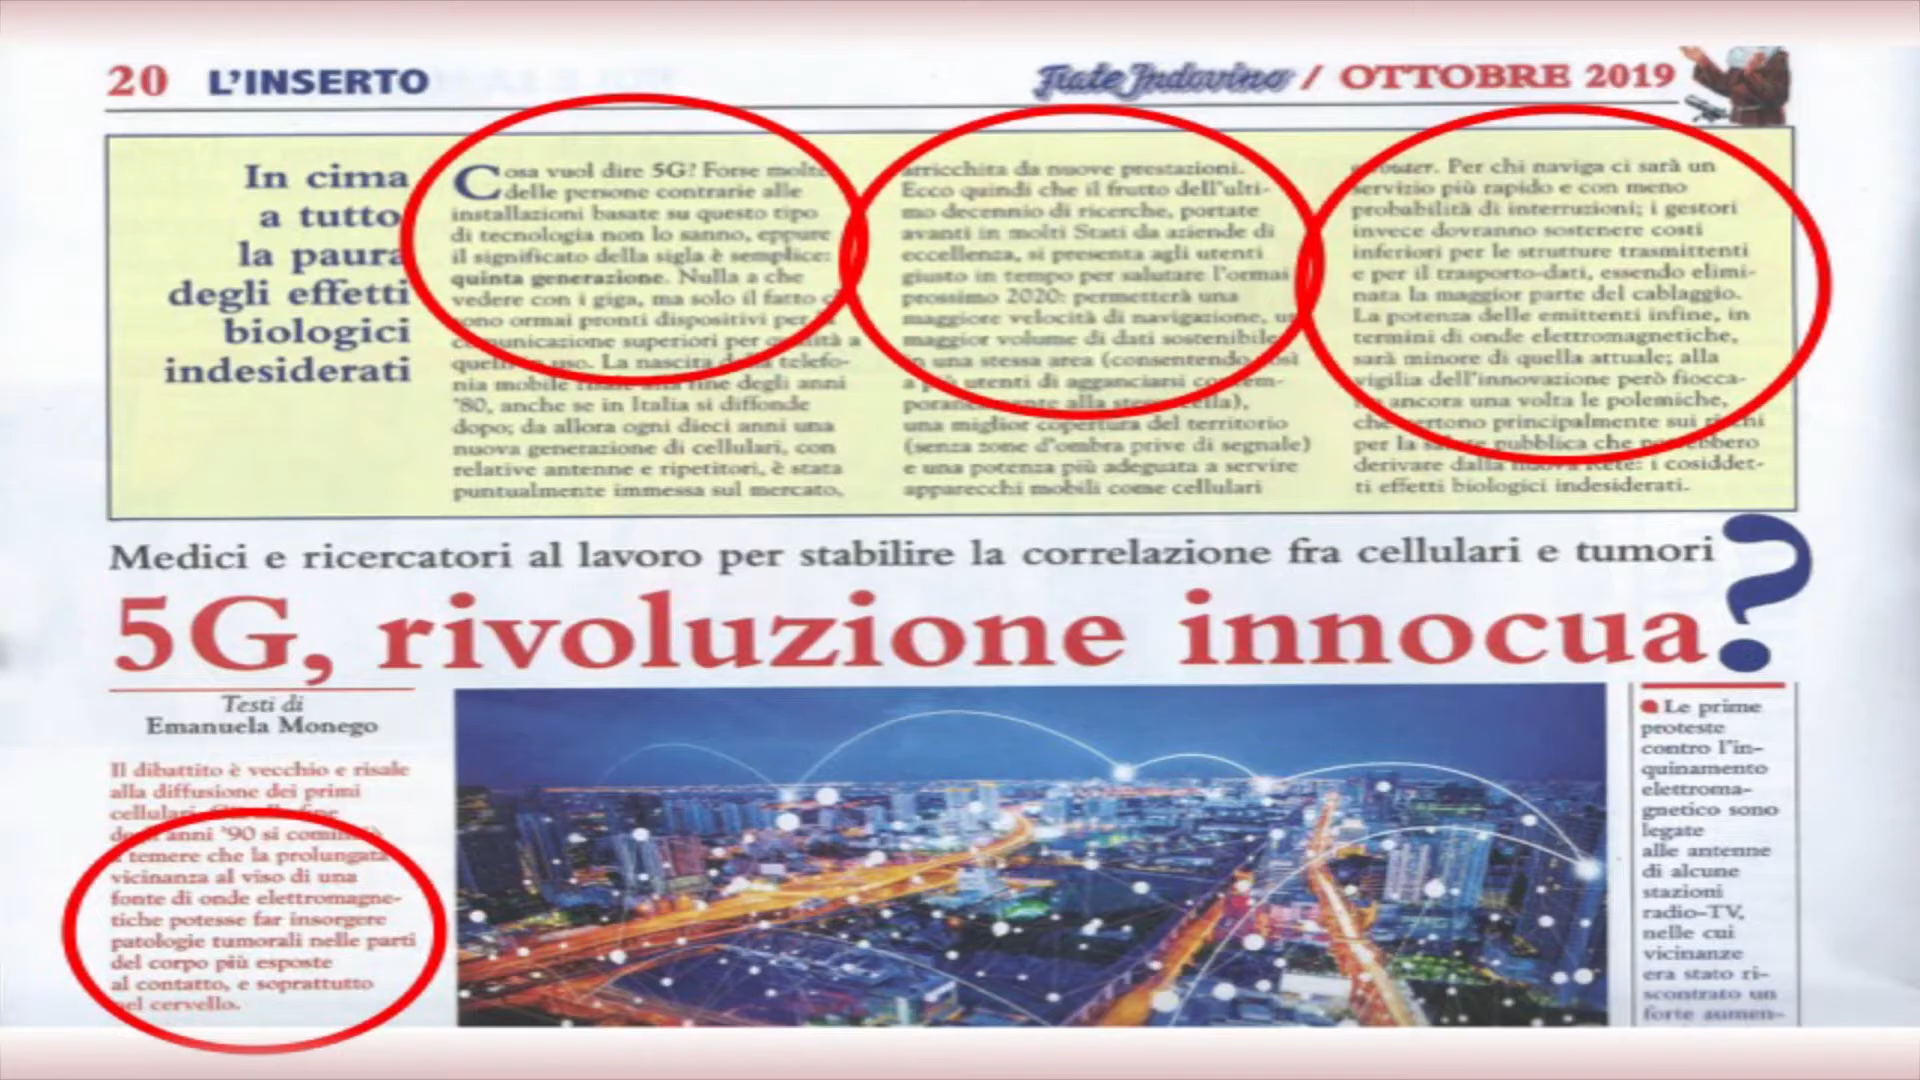 20 L'INSERTO
Frate Indovino / OTTOBRE 2019
In cima
a tutto
la paura
degli effetti
biologici
indesiderati
Cosa vuol dire 5G? Forse molte
delle persone contrarie alle
installazioni basate su questo tipo
di tecnologia non lo sanno, eppure
il significato della sigla è semplice:
quinta generazione. Nulla a che
vedere con i giga, ma solo il fatto
sono ormai pronti dispositivi per la
comunicazione superiori per qualità a
quelli uso. La nascita della telefo-
nia mobile risale alla fine degli anni
'80, anche se in Italia si diffonde
dopo; da allora ogni dieci anni una
nuova generazione di cellulari, con
relative antenne e ripetitori, è stata
puntualmente immessa sul mercato,
arricchita da nuove prestazioni.
Ecco quindi che il frutto dell'ulti-
mo decennio di ricerche, portate
avanti in molti Stati da aziende di
eccellenza, si presenta agli utenti
giusto in tempo per salutare l'ormai
prossimo 2020: permetterà una
maggiore velocità di navigazione, un
maggior volume di dati sostenibile
in una stessa area (consentendo così
a più utenti di agganciarsi contem-
poraneamente alla stessa cella),
una miglior copertura del territorio
(senza zone d'ombra prive di segnale)
e una potenza più adeguata a servire
apparecchi mobili come cellulari
e router. Per chi naviga ci sarà un
servizio più rapido e con meno
probabilità di interruzioni; i gestori
invece dovranno sostenere costi
inferiori per le strutture trasmittenti
e per il trasporto-dati, essendo elimi-
nata la maggior parte del cablaggio.
La potenza delle emittenti infine, in
termini di onde elettromagnetiche,
sarà minore di quella attuale; alla
vigilia dell'innovazione però fiocca-
no ancora una volta le polemiche,
che vertono principalmente sui rischi
per la salute pubblica che potrebbero
derivare dalla nuova rete: i cosiddet-
ti effetti biologici indesiderati.
Medici e ricercatori al lavoro per stabilire la correlazione fra cellulari e tumori
5G, rivoluzione innocua?
Testi di
Emanuela Monego
Il dibattito è vecchio e risale
alla diffusione dei primi
cellulari. Già alla fine
degli anni '90 si cominciò
a temere che la prolungata
vicinanza al viso di una
fonte di onde elettromagne-
tiche potesse far insorgere
patologie tumorali nelle parti
del corpo più esposte
al contatto, e soprattutto
nel cervello.
Le prime
proteste
contro l'in-
quinamento
elettroma-
gnetico sono
legate
alle antenne
di alcune
stazioni
radio-TV,
nelle cui
vicinanze
era stato ri-
scontrato un
forte aumen-